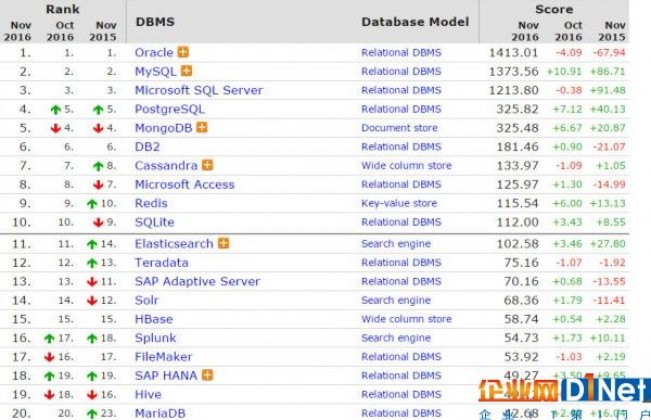 Rank Score
Nov 2016 Oct 2016 Nov 2015 DBMS Database Model Nov 2016 Oct 2016 Nov 2015
1. 1. 1. Oracle Relational DBMS 1413.01 -4.09 -67.94
2. 2. 2. MySQL Relational DBMS 1373.56 +10.91 +86.71
3. 3. 3. Microsoft SQL Server Relational DBMS 1213.80 -0.38 +91.48
4. 5. 5. PostgreSQL Relational DBMS 325.82 +7.12 +40.13
5. 4. 4. MongoDB Document store 325.48 +6.67 +20.87
6. 6. 6. DB2 Relational DBMS 181.46 +0.90 -21.07
7. 7. 8. Cassandra Wide column store 133.97 -1.09 +1.05
8. 8. 7. Microsoft Access Relational DBMS 125.97 +1.30 -14.99
9. 9. 10. Redis Key-value store 115.54 +6.00 +13.13
10. 10. 9. SQLite Relational DBMS 112.00 +3.43 +8.55
11. 11. 14. Elasticsearch Search engine 102.58 +3.46 +27.80
12. 12. 13. Teradata Relational DBMS 75.16 -1.07 -1.92
13. 13. 11. SAP Adaptive Server Relational DBMS 70.16 +0.68 -13.55
14. 14. 12. Solr Search engine 68.36 +1.79 -11.41
15. 15. 15. HBase Wide column store 58.74 +0.54 +2.28
16. 17. 18. Splunk Search engine 54.73 +1.73 +10.11
17. 16. 17. FileMaker Relational DBMS 53.92 -1.03 +2.19
18. 19. 19. SAP HANA Relational DBMS 49.27 +3.50 +9.65
19. 18. 16. Hive Relational DBMS
20. 20. 23. MariaDB Relational DBMS 42.68
企业网D1Net
企业IT第一门户